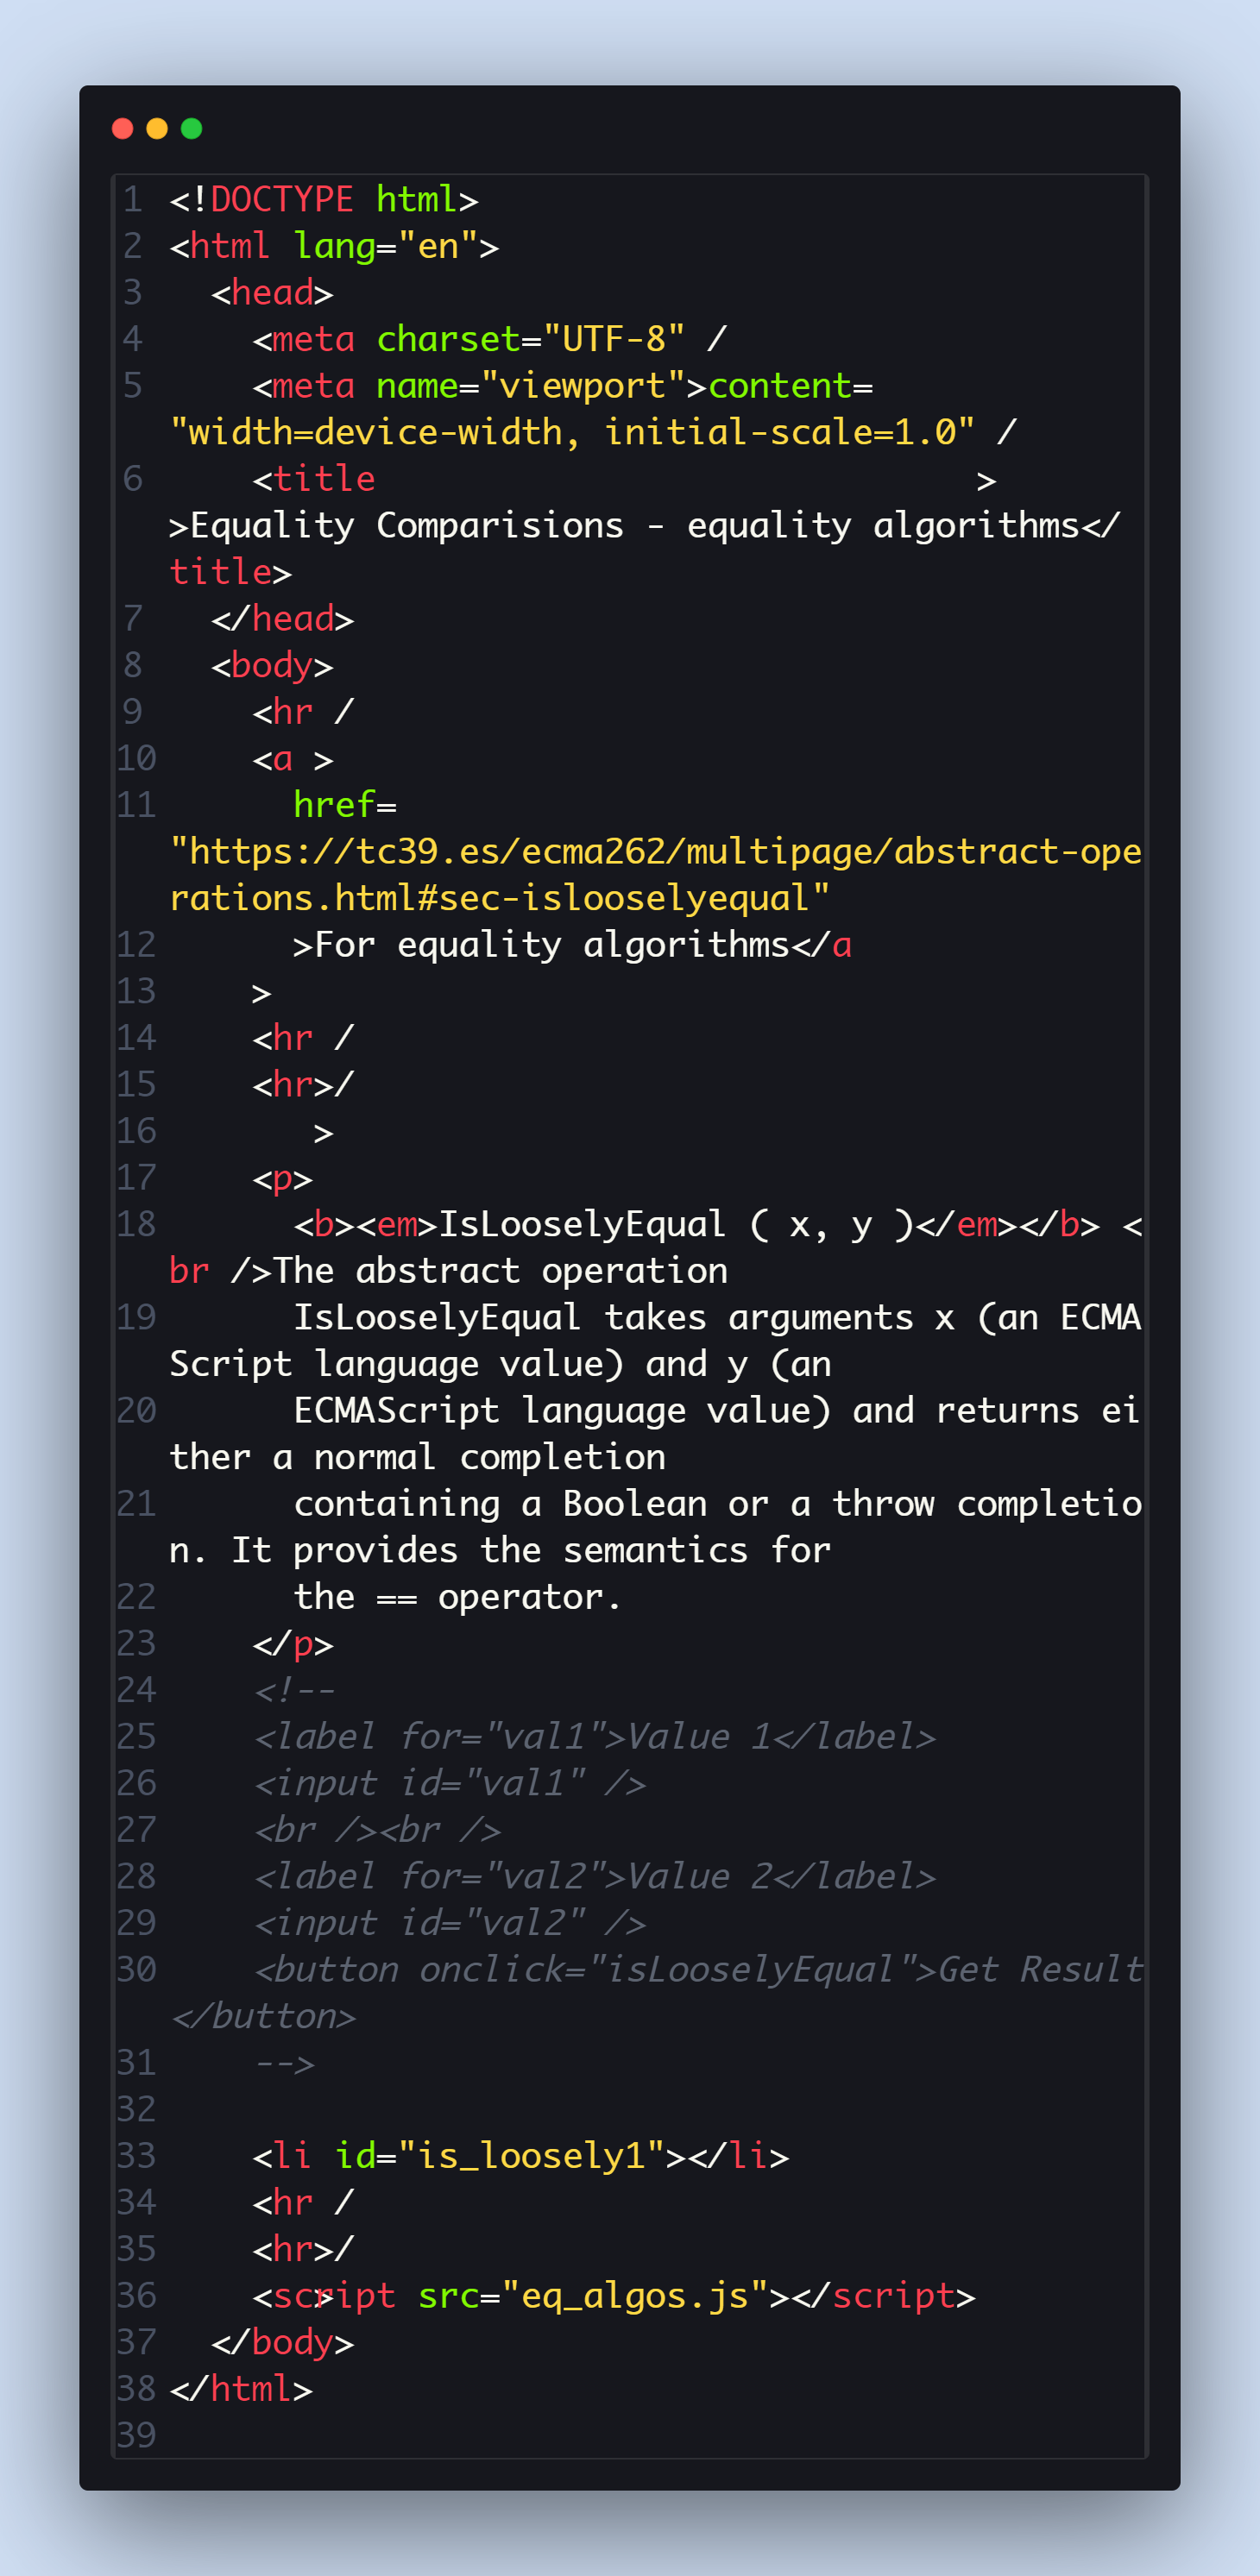 1 <!DOCTYPE html>
2 <html lang="en">
3   <head>
4     <meta charset="UTF-8" /
5     <meta name="viewport">content=
"width=device-width, initial-scale=1.0" /
6     <title                             >
>Equality Comparisions - equality algorithms</
title>
7   </head>
8   <body>
9     <hr /
10     <a >
11       href=
"https://tc39.es/ecma262/multipage/abstract-ope
rations.html#sec-islooselyequal"
12       >For equality algorithms</a
13     >
14     <hr /
15     <hr>/
16        >
17     <p>
18       <b><em>IsLooselyEqual ( x, y )</em></b> <
br />The abstract operation
19       IsLooselyEqual takes arguments x (an ECMA
Script language value) and y (an
20       ECMAScript language value) and returns ei
ther a normal completion
21       containing a Boolean or a throw completio
n. It provides the semantics for
22       the == operator.
23     </p>
24     <!--
25     <label for="val1">Value 1</label>
26     <input id="val1" />
27     <br /><br />
28     <label for="val2">Value 2</label>
29     <input id="val2" />
30     <button onclick="isLooselyEqual">Get Result
</button>
31     -->
32
33     <li id="is_loosely1"></li>
34     <hr /
35     <hr>/
36     <script src="eq_algos.js"></script>
37   </body>
38 </html>
39